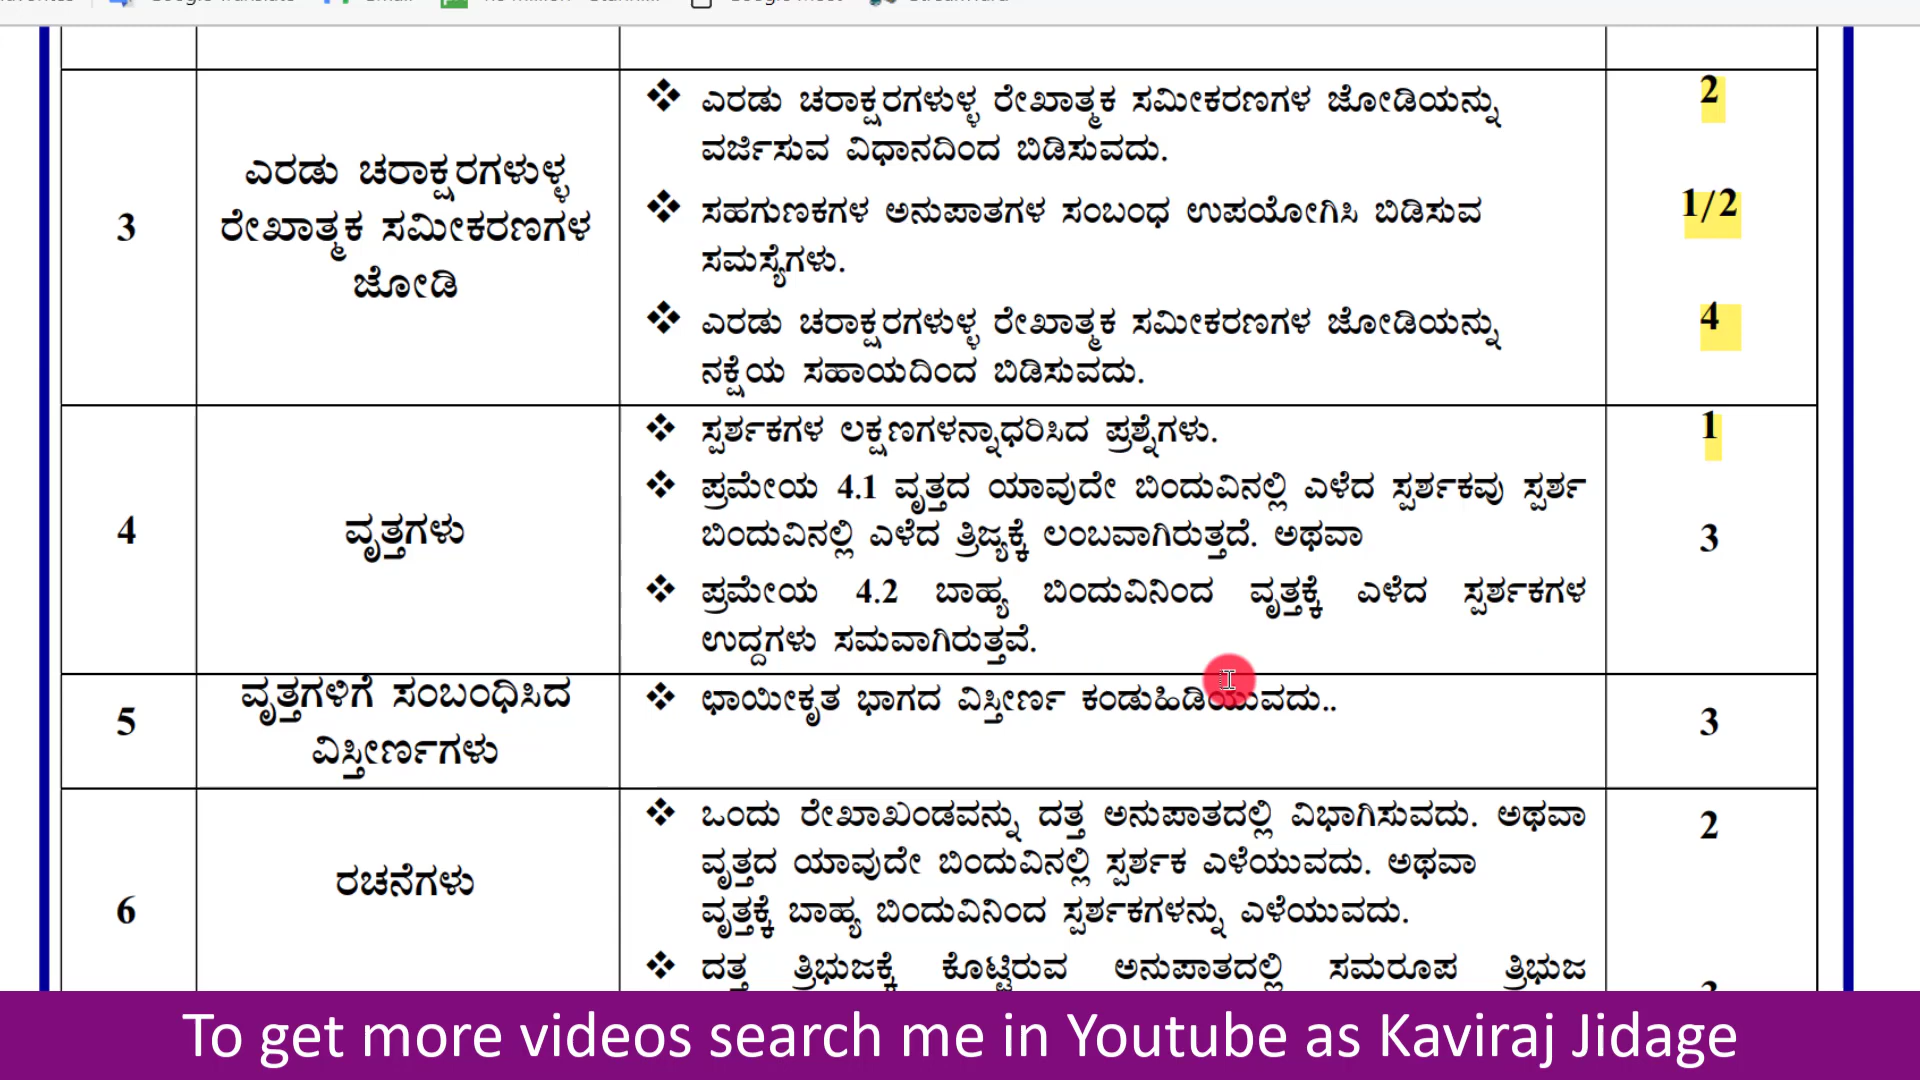 3
ಎರಡು ಚರಾಕ್ಷರಗಳುಳ್ಳ
ರೇಖಾತ್ಮಕ ಸಮೀಕರಣಗಳ
ಜೋಡಿ
❖ ಎರಡು ಚರಾಕ್ಷರಗಳುಳ್ಳ ರೇಖಾತ್ಮಕ ಸಮೀಕರಣಗಳ ಜೋಡಿಯನ್ನು
ವರ್ಜಿಸುವ ವಿಧಾನದಿಂದ ಬಿಡಿಸುವದು.
2
❖ ಸಹಗುಣಕಗಳ ಅನುಪಾತಗಳ ಸಂಬಂಧ ಉಪಯೋಗಿಸಿ ಬಿಡಿಸುವ
ಸಮಸ್ಯೆಗಳು.
1/2
❖ ಎರಡು ಚರಾಕ್ಷರಗಳುಳ್ಳ ರೇಖಾತ್ಮಕ ಸಮೀಕರಣಗಳ ಜೋಡಿಯನ್ನು
ನಕ್ಷೆಯ ಸಹಾಯದಿಂದ ಬಿಡಿಸುವದು.
4
4
ವೃತ್ತಗಳು
❖ ಸ್ಪರ್ಶಕಗಳ ಲಕ್ಷಣಗಳನ್ನಾಧರಿಸಿದ ಪ್ರಶ್ನೆಗಳು.
1
❖ ಪ್ರಮೇಯ 4.1 ವೃತ್ತದ ಯಾವುದೇ ಬಿಂದುವಿನಲ್ಲಿ ಎಳೆದ ಸ್ಪರ್ಶಕವು ಸ್ಪರ್ಶ
ಬಿಂದುವಿನಲ್ಲಿ ಎಳೆದ ತ್ರಿಜ್ಯಕ್ಕೆ ಲಂಬವಾಗಿರುತ್ತದೆ. ಅಥವಾ
3
❖ ಪ್ರಮೇಯ 4.2 ಬಾಹ್ಯ ಬಿಂದುವಿನಿಂದ ವೃತ್ತಕ್ಕೆ ಎಳೆದ ಸ್ಪರ್ಶಕಗಳ
ಉದ್ದಗಳು ಸಮವಾಗಿರುತ್ತವೆ.
5
ವೃತ್ತಗಳಿಗೆ ಸಂಬಂಧಿಸಿದ
ವಿಸ್ತೀರ್ಣಗಳು
❖ ಛಾಯೀಕೃತ ಭಾಗದ ವಿಸ್ತೀರ್ಣ ಕಂಡುಹಿಡಿಯುವದು..
3
6
ರಚನೆಗಳು
❖ ಒಂದು ರೇಖಾಖಂಡವನ್ನು ದತ್ತ ಅನುಪಾತದಲ್ಲಿ ವಿಭಾಗಿಸುವದು. ಅಥವಾ
ವೃತ್ತದ ಯಾವುದೇ ಬಿಂದುವಿನಲ್ಲಿ ಸ್ಪರ್ಶಕ ಎಳೆಯುವದು. ಅಥವಾ
ವೃತ್ತಕ್ಕೆ ಬಾಹ್ಯ ಬಿಂದುವಿನಿಂದ ಸ್ಪರ್ಶಕಗಳನ್ನು ಎಳೆಯುವದು.
2
❖ ದತ್ತ ತ್ರಿಭುಜಕ್ಕೆ ಕೊಟ್ಟಿರುವ ಅನುಪಾತದಲ್ಲಿ ಸಮರೂಪ ತ್ರಿಭುಜ
To get more videos search me in Youtube as Kaviraj Jidage